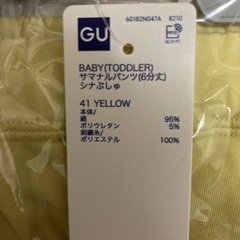 60182N047A 8210
GU
BABY(TODDLER)
サマナルパンツ(6分丈)
シナぷしゅ
41 YELLOW
本体/
綿 95%
ポリウレタン 5%
刺繍糸/
ポリエステル 100%